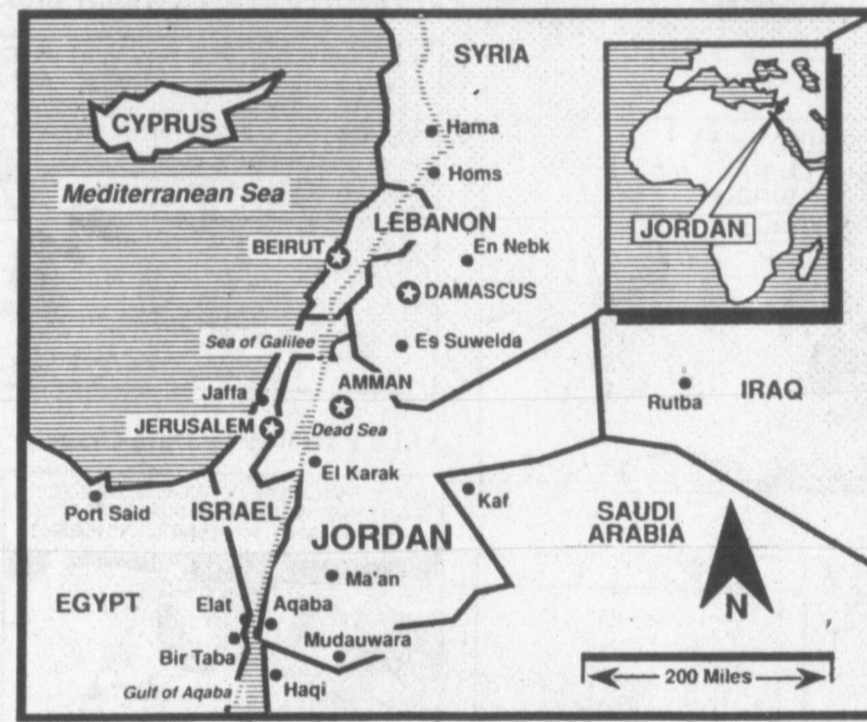 SYRIA
CYPRUS
Hama
Mediterranean Sea
Homs
LEBANON
JORDAN
BEIRUT
En Nebk
DAMASCUS
Sea of Galilee
Es Suwelda
Jaffa
AMMAN
Rutba
IRAQ
JERUSALEM
Dead Sea
El Karak
Port Said
ISRAEL
Kaf
SAUDI
ARABIA
JORDAN
Ma'an
EGYPT
Elat
Aqaba
N
Bir Taba
Mudauwara
Gulf of Aqaba
Haqi
200 Miles